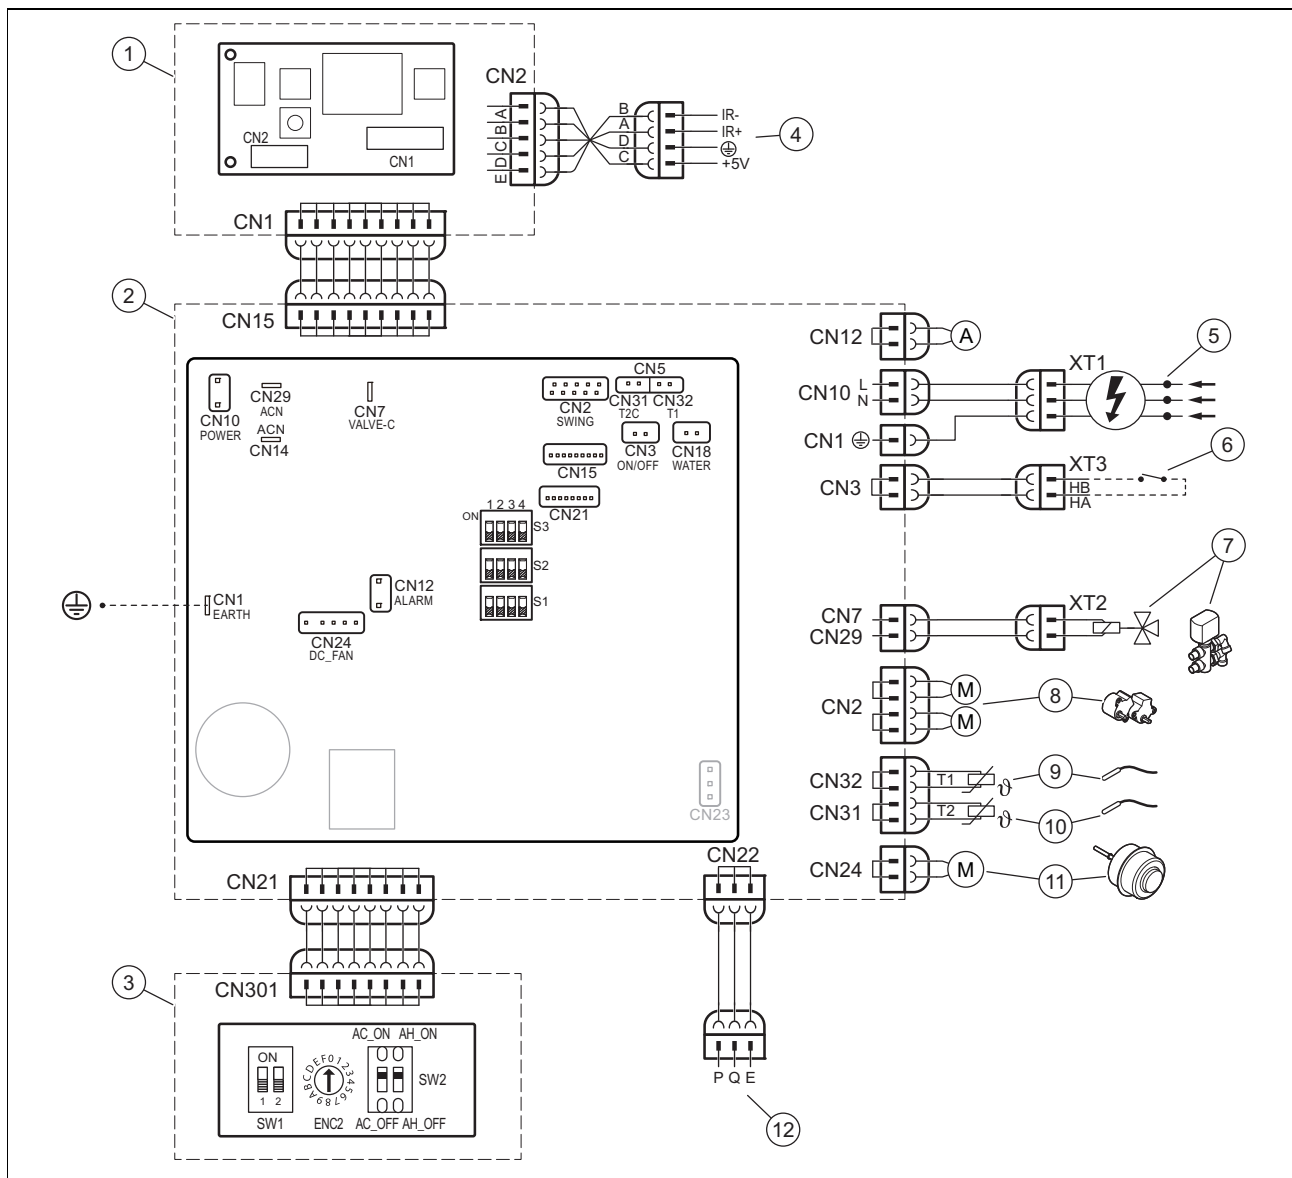 1
CN2
A
B
C
D
E
B
A
D
C
IR-
IR+
+5V
4
CN2
CN1
CN1
2
CN15
CN12
A
CN10
L
N
XT1
5
CN1
CN3
XT3
HB
HA
6
7
CN7
CN29
XT2
CN2
M
M
8
CN32
T1
ϑ
9
CN31
T2
ϑ
10
CN24
M
11
CN10
POWER
CN29
ACN
ACN
CN14
CN7
VALVE-C
CN5
CN2
SWING
CN31
T2C
CN32
T1
CN3
ON/OFF
CN18
WATER
CN15
CN21
1 2 3 4
ON
S3
S2
S1
CN12
ALARM
CN1
EARTH
CN24
DC_FAN
CN23
CN22
CN21
3
CN301
AC_ON AH_ON
ON
1 2
SW1
F0123456789ABCDE
ENC2
SW2
AC_OFF AH_OFF
P Q E
12